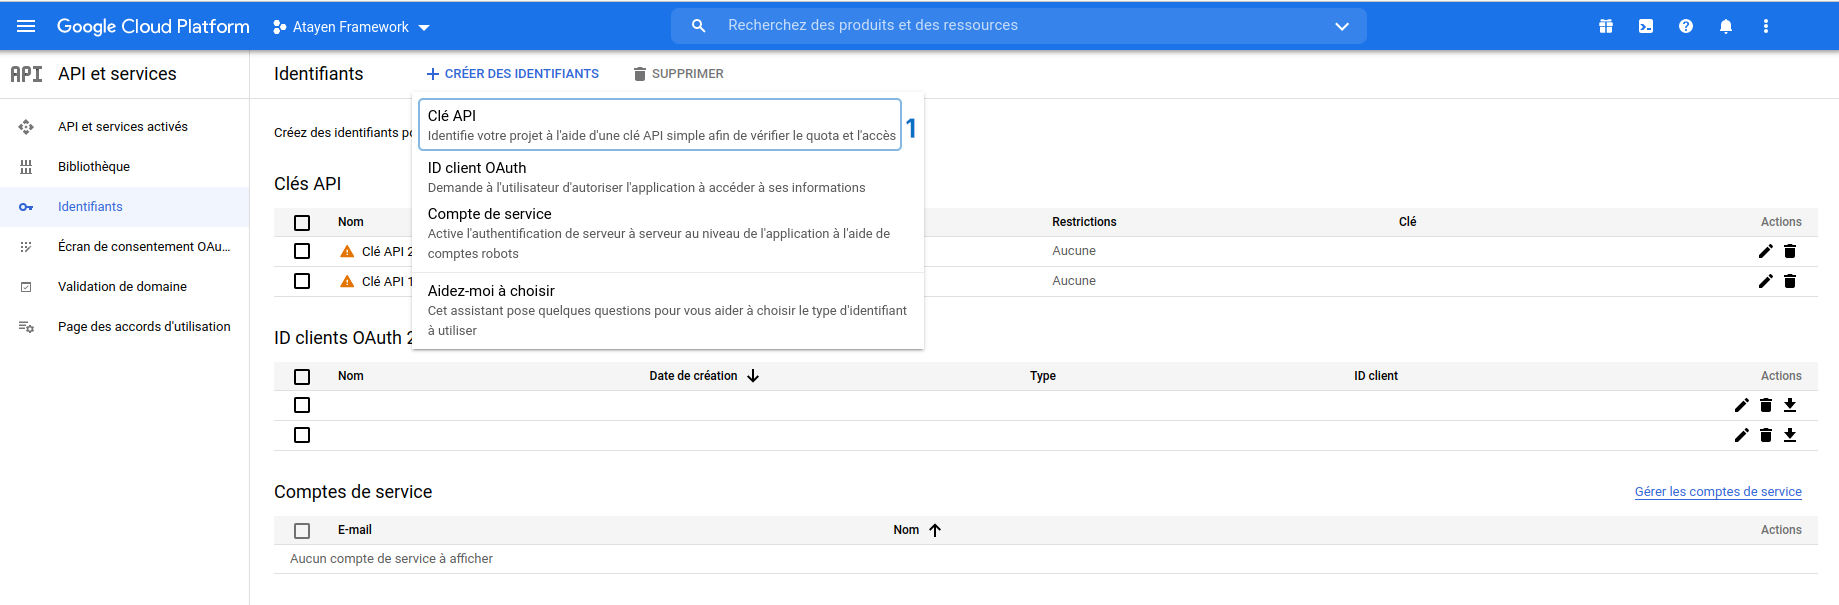 Google Cloud Platform
Atayen Framework
Recherchez des produits et des ressources
API
API et services
Identifiants
CRÉER DES IDENTIFIANTS
SUPPRIMER
API et services activés
Bibliothèque
Identifiants
Écran de consentement OAu...
Validation de domaine
Page des accords d'utilisation
Créez des identifiants
Clé API
Identifie votre projet à l'aide d'une clé API simple afin de vérifier le quota et l'accès
1
ID client OAuth
Demande à l'utilisateur d'autoriser l'application à accéder à ses informations
Compte de service
Active l'authentification de serveur à serveur au niveau de l'application à l'aide de
comptes robots
Aidez-moi à choisir
Cet assistant pose quelques questions pour vous aider à choisir le type d'identifiant
à utiliser
Clés API
Nom Restrictions Clé Actions
Clé API 2 Aucune
Clé API 1 Aucune
ID clients OAuth 2
Nom Date de création Type ID client Actions
Comptes de service
Gérer les comptes de service
E-mail Nom Actions
Aucun compte de service à afficher